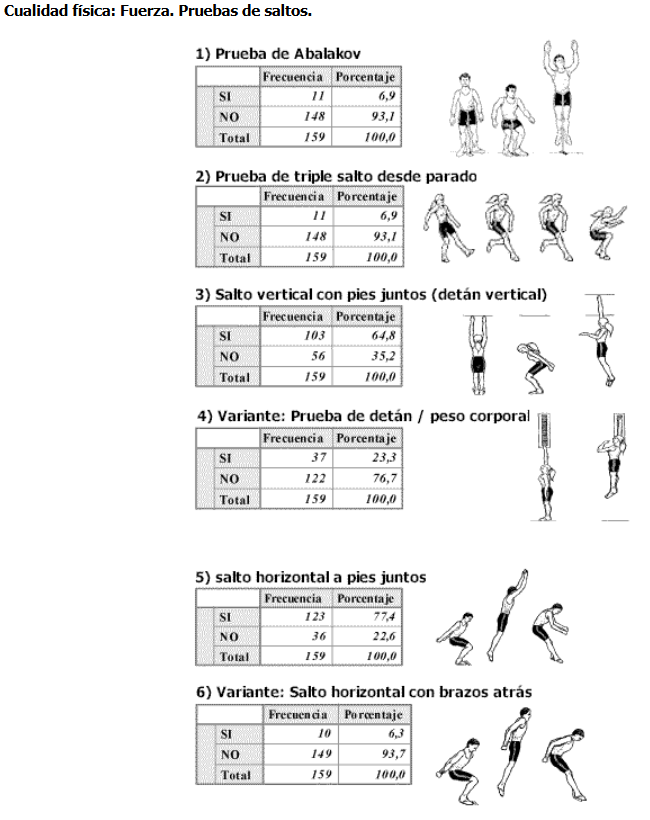 Cualidad física: Fuerza. Pruebas de saltos.
1) Prueba de Abalakov
Frecuencia Porcentaje
SI 11 6,9
NO 148 93,1
Total 159 100,0
2) Prueba de triple salto desde parado
Frecuencia Porcentaje
SI 11 6,9
NO 148 93,1
Total 159 100,0
3) Salto vertical con pies juntos (detán vertical)
Frecuencia Porcentaje
SI 103 64,8
NO 56 35,2
Total 159 100,0
4) Variante: Prueba de detán / peso corporal
Frecuencia Porcentaje
SI 37 23,3
NO 122 76,7
Total 159 100,0
5) salto horizontal a pies juntos
Frecuencia Porcentaje
SI 123 77,4
NO 36 22,6
Total 159 100,0
6) Variante: Salto horizontal con brazos atrás
Frecuencia Porcentaje
SI 10 6,3
NO 149 93,7
Total 159 100,0